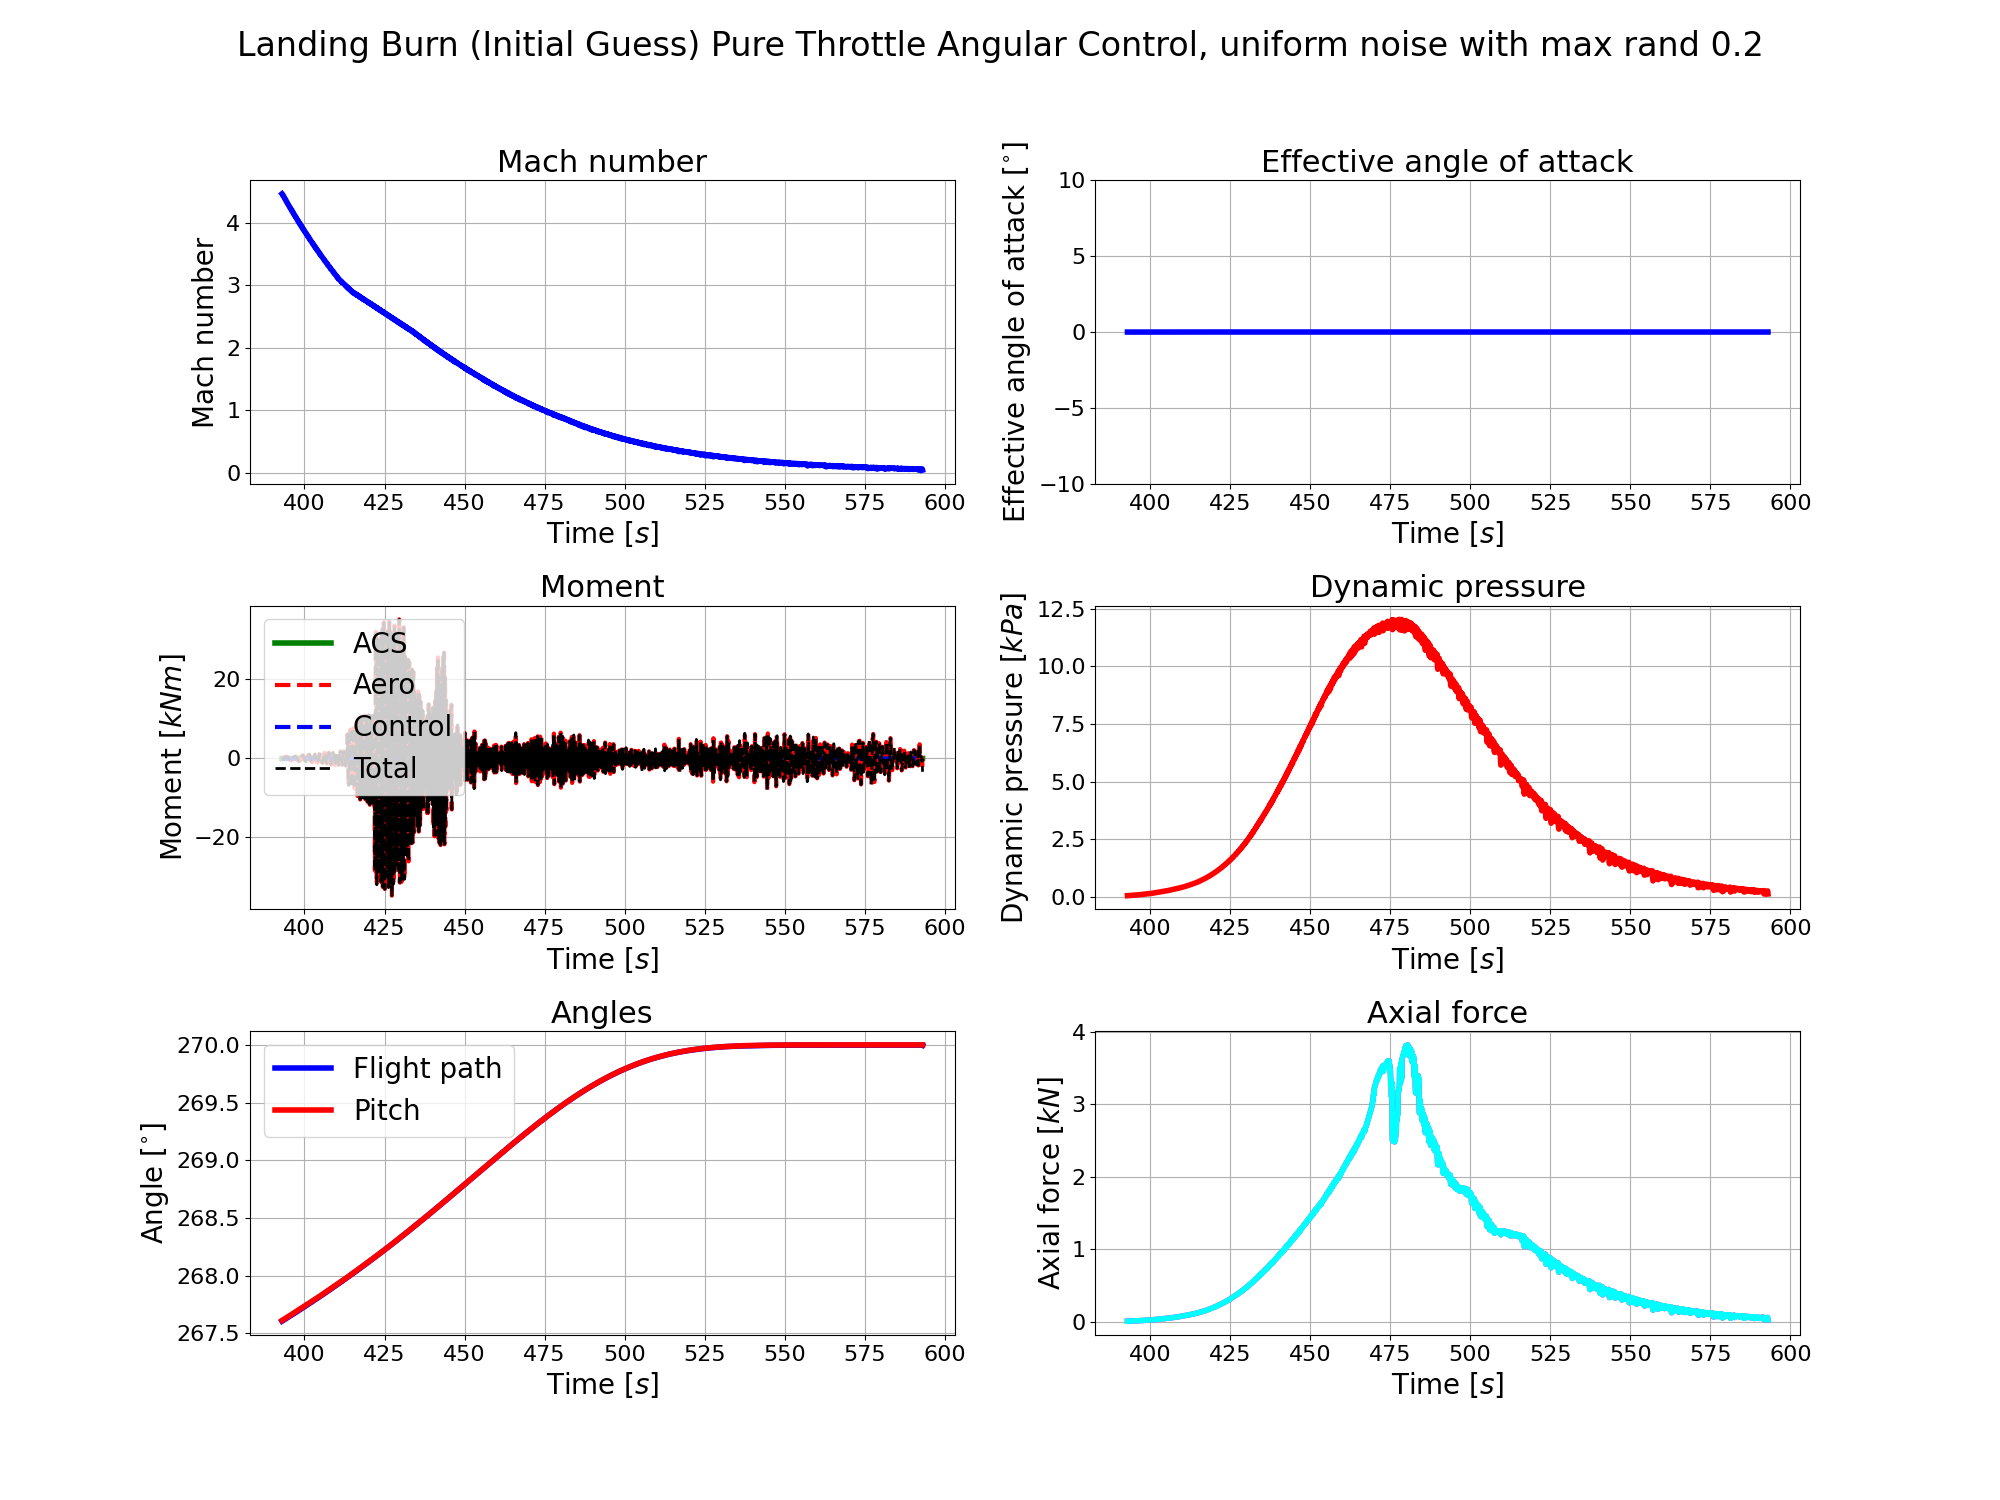 Landing Burn (Initial Guess) Pure Throttle Angular Control, uniform noise with max rand 0.2
Mach number
Mach number
4
3
2
1
0
400 425 450 475 500 525 550 575 600
Time [s]
Effective angle of attack
Effective angle of attack [°]
10
5
0
−5
−10
400 425 450 475 500 525 550 575 600
Time [s]
Moment
Moment [kNm]
20
0
−20
ACS
Aero
Control
Total
400 425 450 475 500 525 550 575 600
Time [s]
Dynamic pressure
Dynamic pressure [kPa]
12.5
10.0
7.5
5.0
2.5
0.0
400 425 450 475 500 525 550 575 600
Time [s]
Angles
Angle [°]
270.0
269.5
269.0
268.5
268.0
267.5
Flight path
Pitch
400 425 450 475 500 525 550 575 600
Time [s]
Axial force
Axial force [kN]
4
3
2
1
0
400 425 450 475 500 525 550 575 600
Time [s]